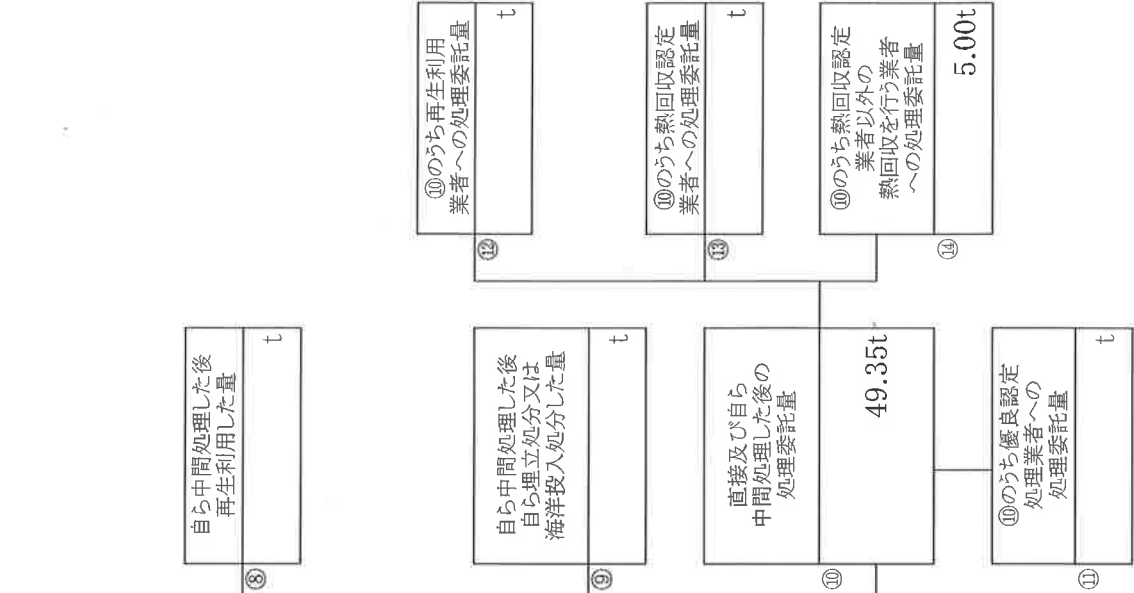 ⑧
自ら中間処理した後
再生利用した量
t
⑨
自ら中間処理した後
自ら埋立処分又は
海洋投入処分した量
t
⑩
直接及び自ら
中間処理した後の
処理委託量
49.35t
⑪
⑩のうち優良認定
処理業者への
処理委託量
t
⑫
⑩のうち再生利用
業者への処理委託量
t
⑬
⑩のうち熱回収認定
業者への処理委託量
t
⑭
⑩のうち熱回収認定
業者以外の
熱回収を行う業者
への処理委託量
5.00t